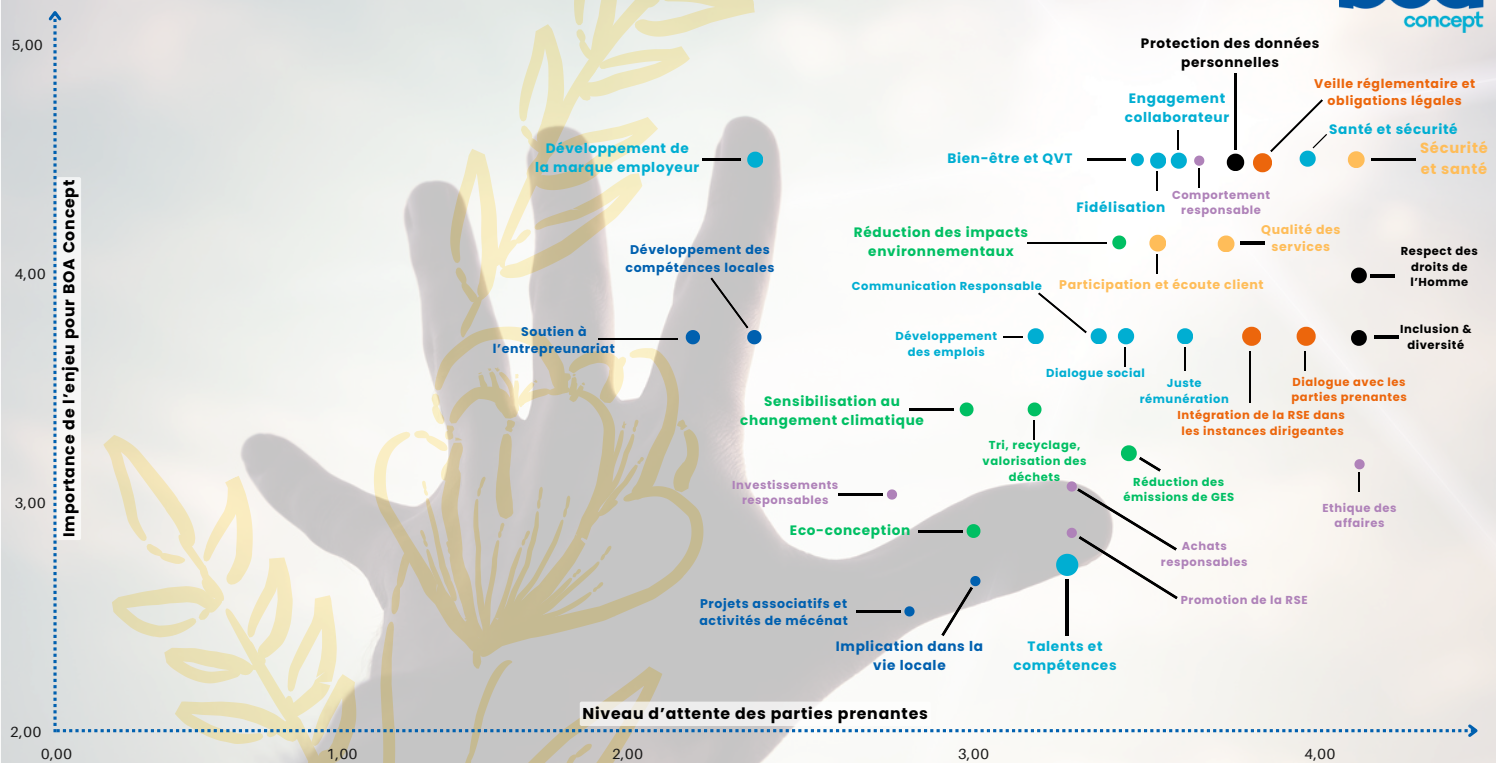 boa
concept
5,00
Protection des données
personnelles
Veille réglementaire et
obligations légales
Engagement
collaborateur
Santé et sécurité
Développement de
la marque employeur
Bien-être et QVT
Sécurité
et santé
Fidélisation
Comportement
responsable
Réduction des impacts
environnementaux
Qualité des
services
Développement des
compétences locales
Respect des
droits de
l’Homme
4,00
Communication Responsable
Participation et écoute client
Soutien à
l’entrepreunariat
Développement
des emplois
Inclusion &
diversité
Dialogue social
Juste
rémunération
Dialogue avec les
parties prenantes
Intégration de la RSE dans
les instances dirigeantes
Sensibilisation au
changement climatique
Tri, recyclage,
valorisation des
déchets
Réduction des
émissions de GES
Investissements
responsables
3,00
Ethique des
affaires
Eco-conception
Achats
responsables
Promotion de la RSE
Projets associatifs et
activités de mécénat
Implication dans la
vie locale
Talents et
compétences
Importance de l’enjeu pour BOA Concept
Niveau d’attente des parties prenantes
2,00
0,00
1,00
2,00
3,00
4,00